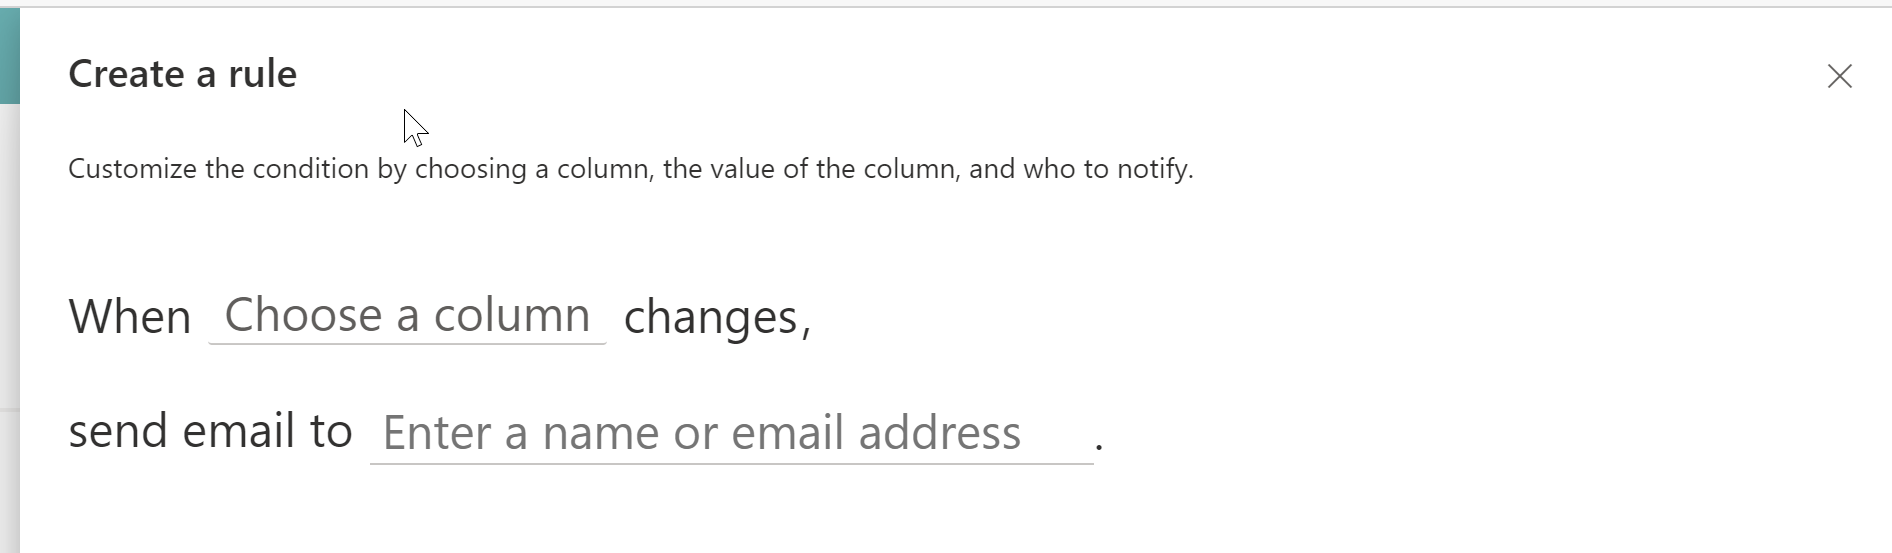 Create a rule
Customize the condition by choosing a column, the value of the column, and who to notify.
When Choose a column changes,
send email to Enter a name or email address .